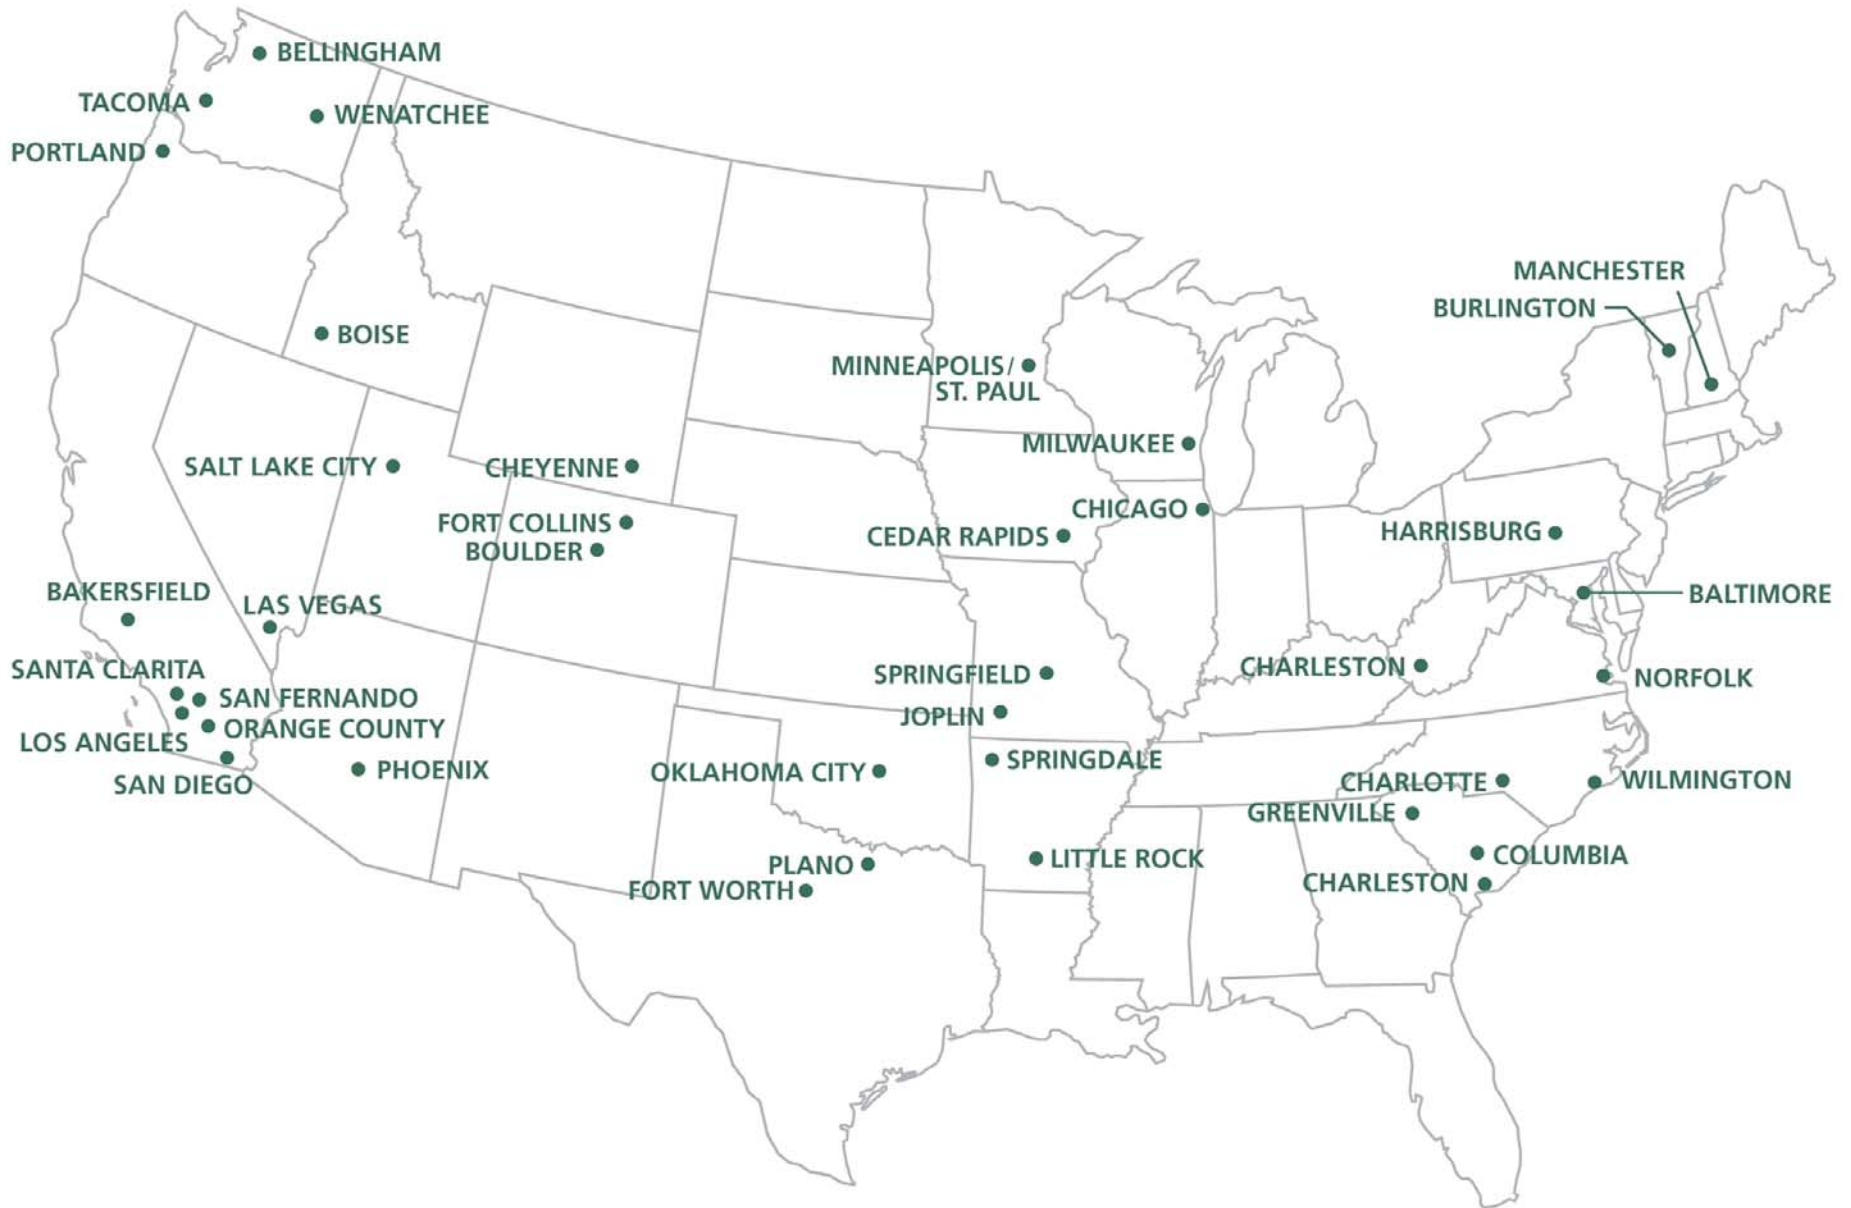 BELLINGHAM
TACOMA
WENATCHEE
PORTLAND
MANCHESTER
BURLINGTON
BOISE
MINNEAPOLIS/
ST. PAUL
MILWAUKEE
SALT LAKE CITY
CHEYENNE
CHICAGO
FORT COLLINS
HARRISBURG
CEDAR RAPIDS
BOULDER
BAKERSFIELD
BALTIMORE
LAS VEGAS
CHARLESTON
SANTA CLARITA
SPRINGFIELD
NORFOLK
SAN FERNANDO
JOPLIN
ORANGE COUNTY
LOS ANGELES
SPRINGDALE
PHOENIX
OKLAHOMA CITY
SAN DIEGO
CHARLOTTE
WILMINGTON
GREENVILLE
COLUMBIA
LITTLE ROCK
PLANO
CHARLESTON
FORT WORTH